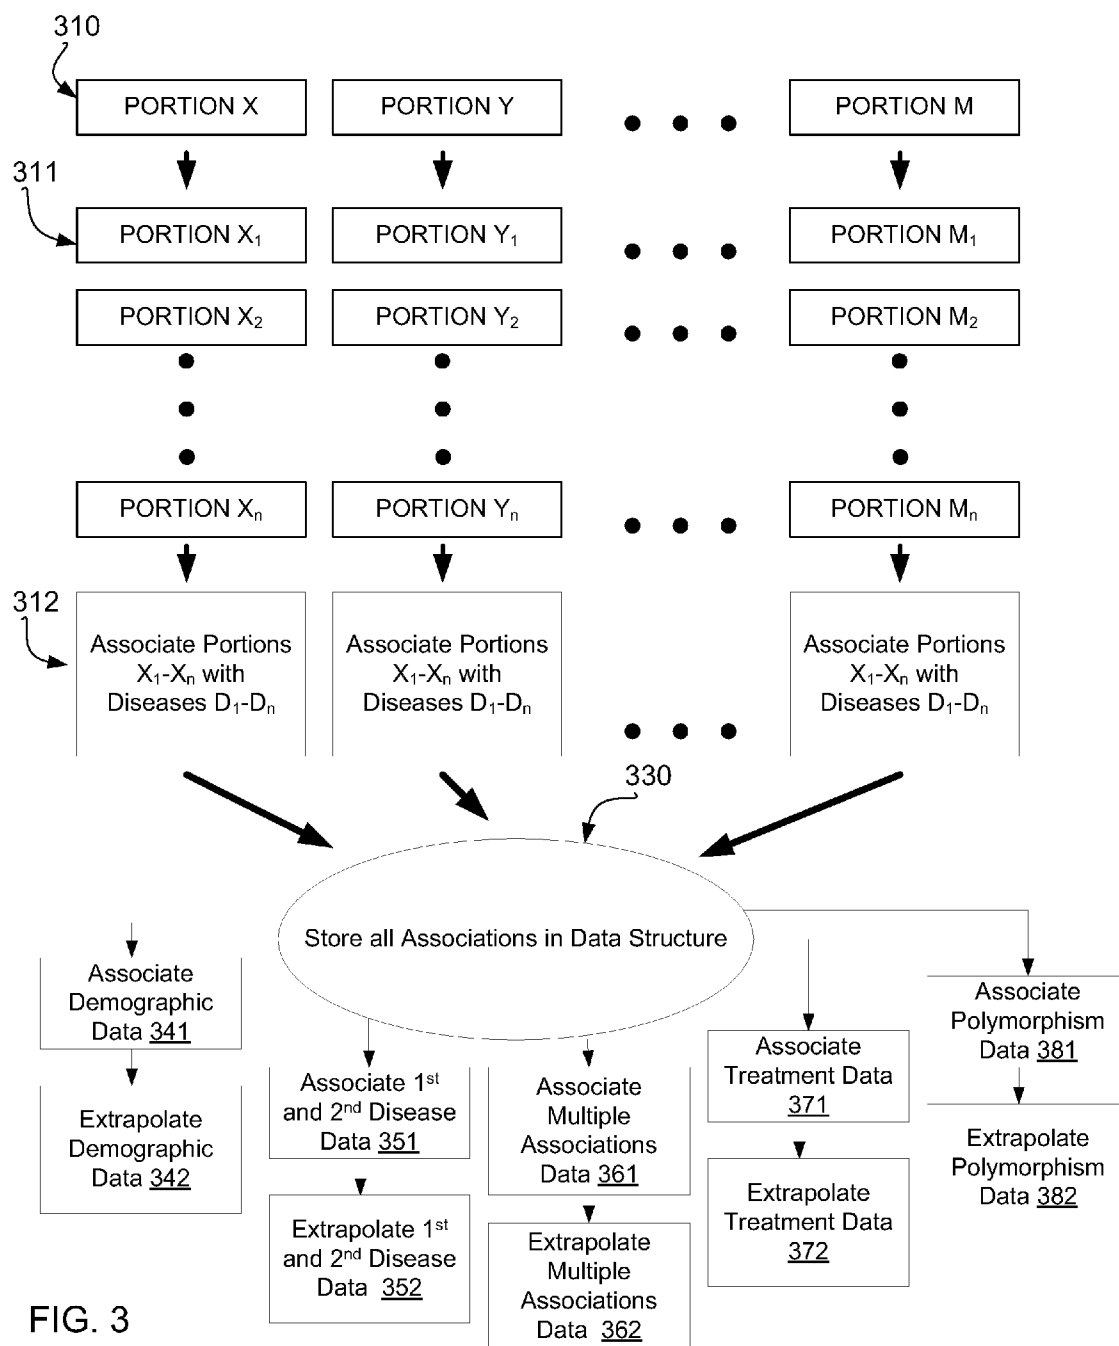 310
PORTION X
PORTION Y
PORTION M
311
PORTION X₁
PORTION Y₁
PORTION M₁
PORTION X₂
PORTION Y₂
PORTION M₂
PORTION Xₙ
PORTION Yₙ
PORTION Mₙ
312
Associate Portions
X₁-Xₙ with
Diseases D₁-Dₙ
Associate Portions
X₁-Xₙ with
Diseases D₁-Dₙ
Associate Portions
X₁-Xₙ with
Diseases D₁-Dₙ
330
Store all Associations in Data Structure
Associate
Demographic
Data 341
Extrapolate
Demographic
Data 342
Associate 1ˢᵗ
and 2ⁿᵈ Disease
Data 351
Extrapolate 1ˢᵗ
and 2ⁿᵈ Disease
Data 352
Associate
Multiple
Associations
Data 361
Extrapolate
Multiple
Associations
Data 362
Associate
Treatment Data
371
Extrapolate
Treatment Data
372
Associate
Polymorphism
Data 381
Extrapolate
Polymorphism
Data 382
FIG. 3